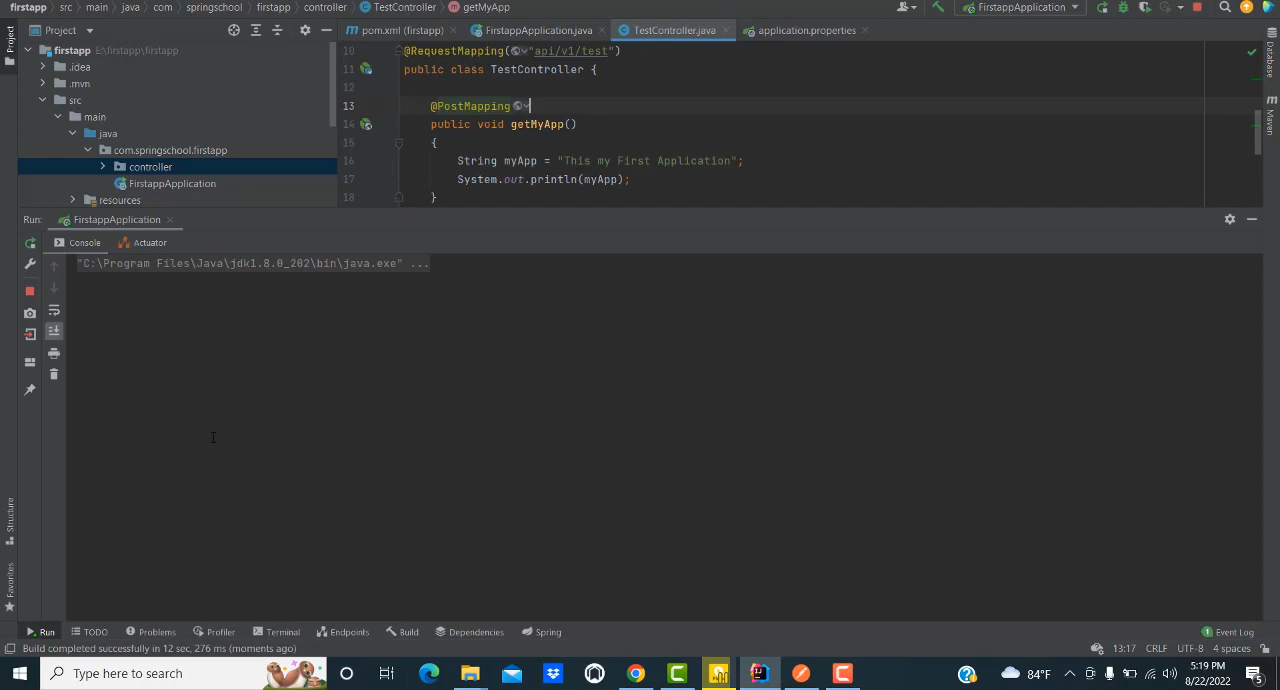 firstapp src main java com springschool firstapp controller TestController getMyApp FirstappApplication
Project
Project pom.xml (firstapp) FirstappApplication.java TestController.java application.properties
firstapp E:\firstapp\firstapp
.idea
.mvn
src
main
java
com.springschool.firstapp
controller
FirstappApplication
resources
10 @RequestMapping("api/v1/test")
11 public class TestController {
12
13 @PostMapping
14 public void getMyApp()
15 {
16 String myApp = "This my First Application";
17 System.out.println(myApp);
18 }
Database
Maven
Run: FirstappApplication
Console Actuator
"C:\Program Files\Java\jdk1.8.0_202\bin\java.exe" ...
Structure
Favorites
Run TODO Problems Profiler Terminal Endpoints Build Dependencies Spring Event Log
Build completed successfully in 12 sec, 276 ms (moments ago) 13:17 CRLF UTF-8 4 spaces
Type here to search 84°F 5:19 PM
8/22/2022